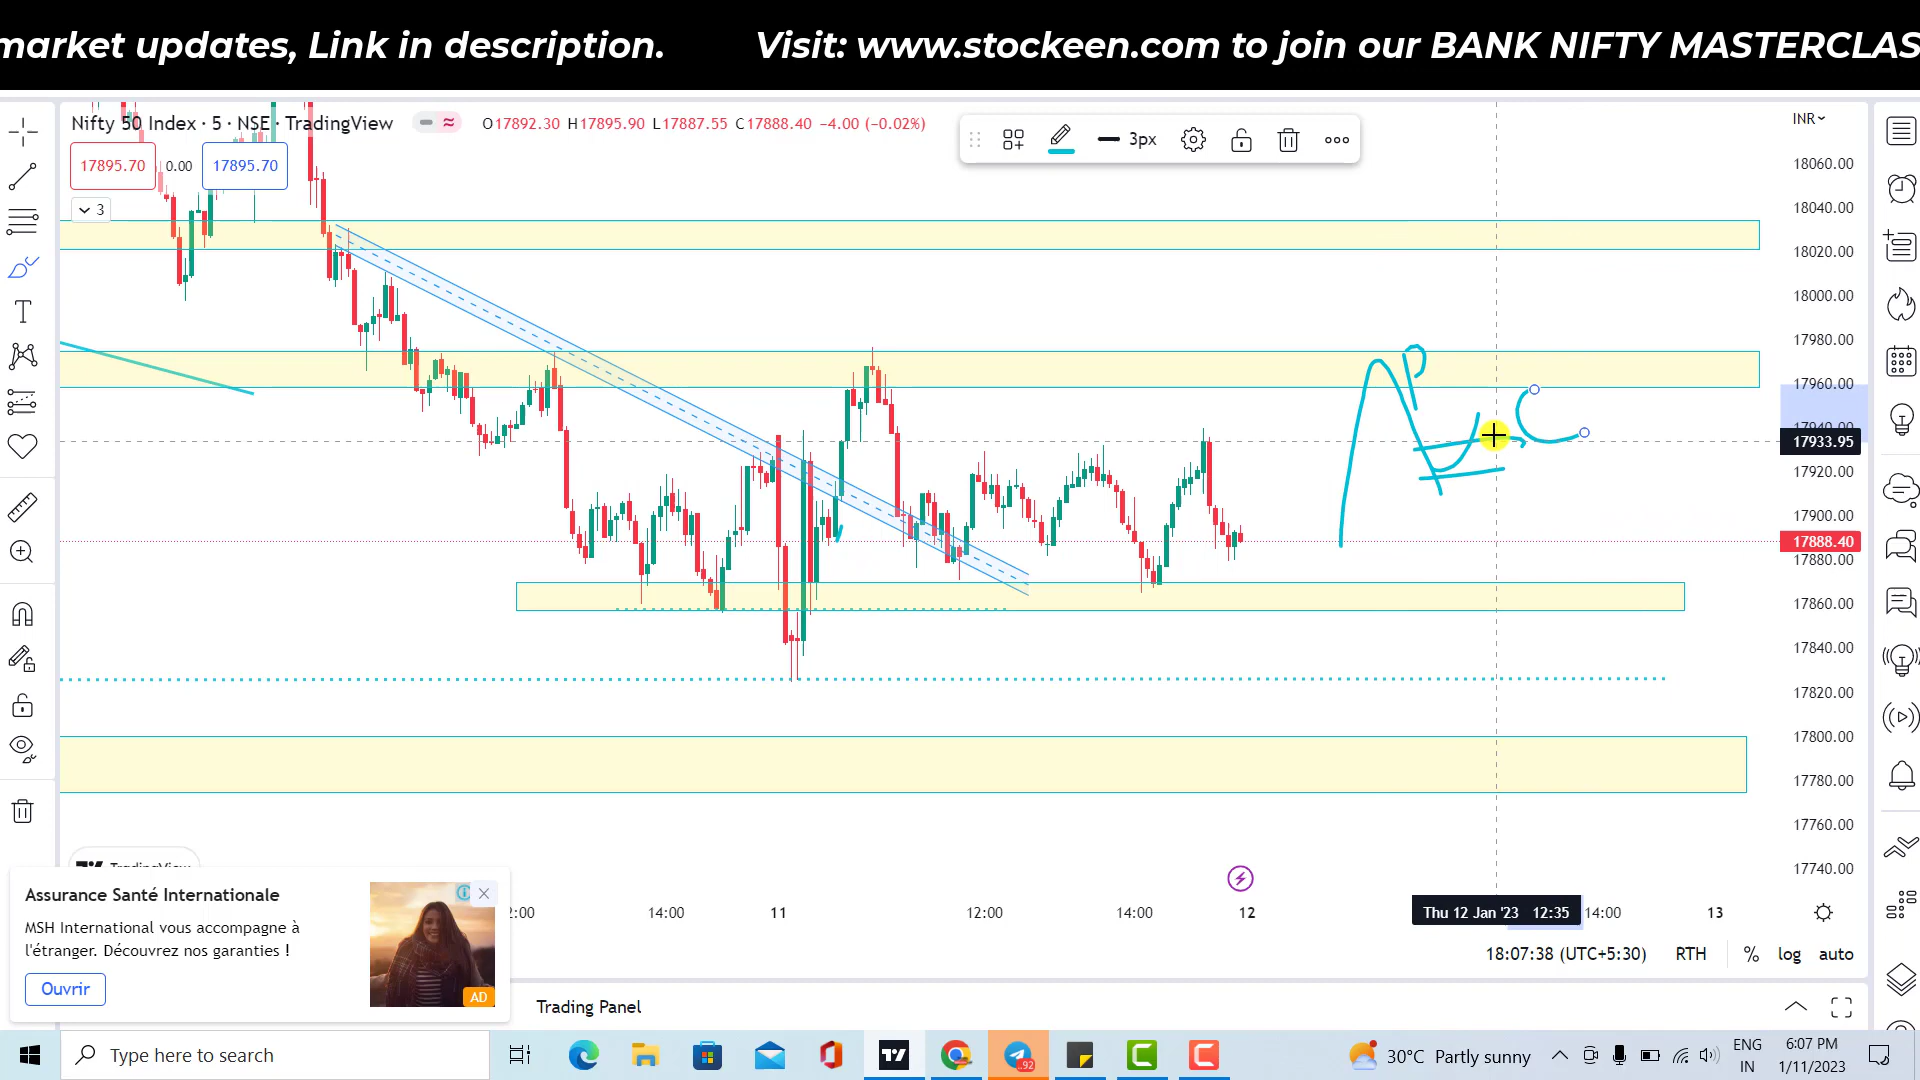 market updates, Link in description. Visit: www.stockeen.com to join our BANK NIFTY MASTERCLAS
Nifty 50 Index · 5 · NSE · TradingView O17892.30 H17895.90 L17887.55 C17888.40 −4.00 (−0.02%)
3px
INR
17895.70 0.00 17895.70
3
18060.00
18040.00
18020.00
18000.00
17980.00
17960.00
17940.00
17933.95
17920.00
17900.00
17888.40
17880.00
17860.00
17840.00
17820.00
17800.00
17780.00
17760.00
17740.00
TradingView
2:00 14:00 11 12:00 14:00 12 Thu 12 Jan '23 12:35 14:00 13
18:07:38 (UTC+5:30) RTH % log auto
Assurance Santé Internationale
MSH International vous accompagne à
l'étranger. Découvrez nos garanties !
Ouvrir
AD
Trading Panel
Type here to search
92
30°C Partly sunny
ENG
IN
6:07 PM
1/11/2023